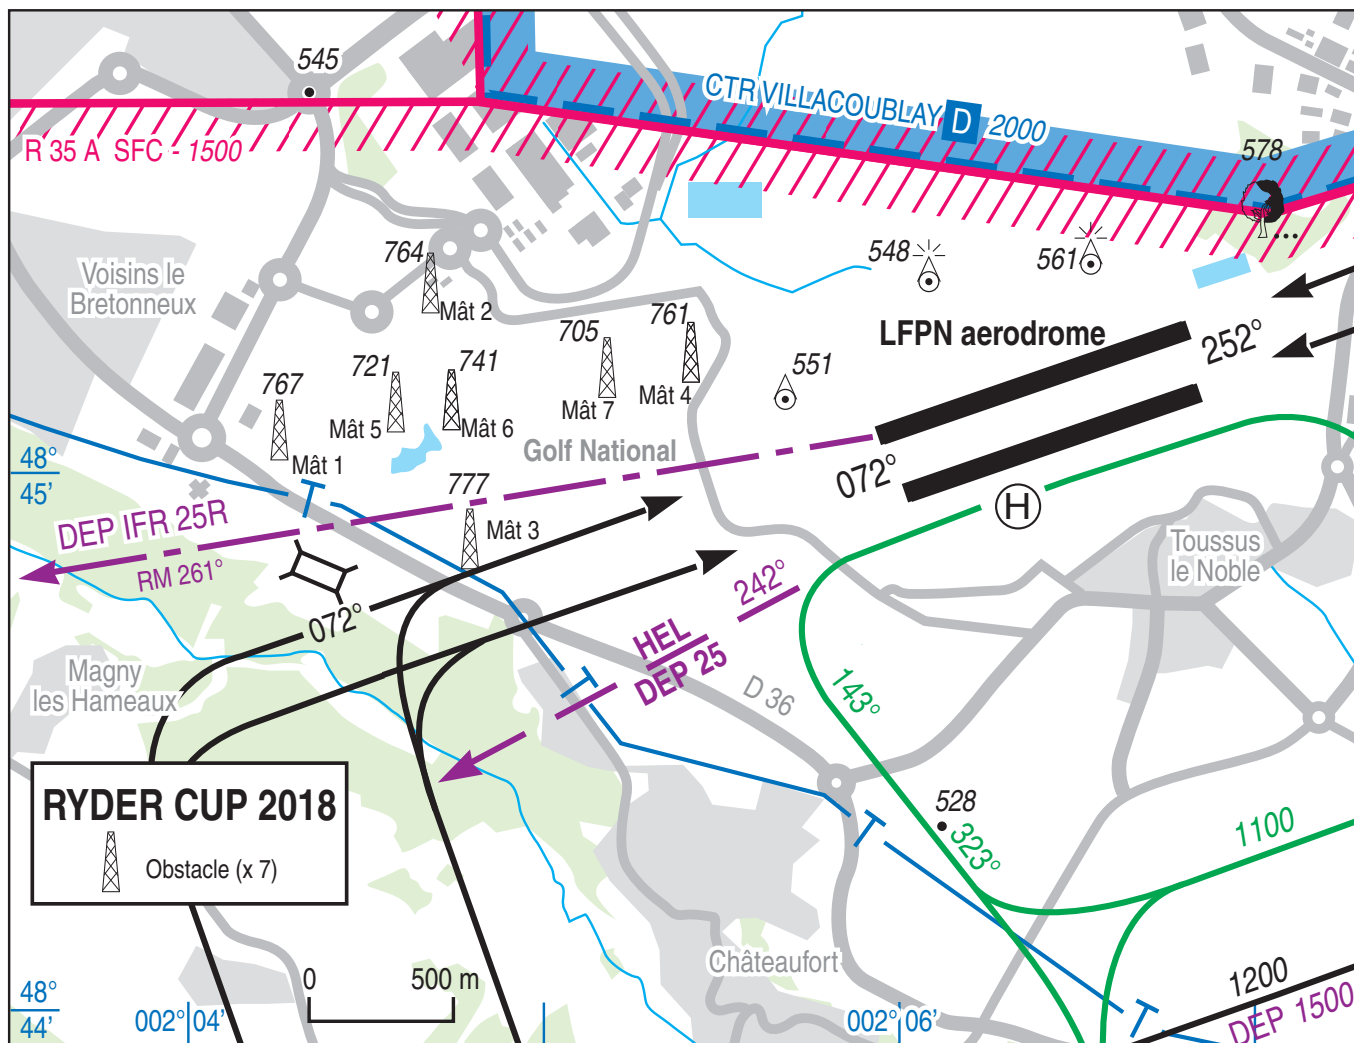 545
CTR VILLACOUBLAY D 2000
R 35 A SFC - 1500
578
764
548
561
Voisins le
Bretonneux
Mât 2
705
761
LFPN aerodrome
252°
767
721
741
551
Mât 5
Mât 6
Mât 7
Mât 4
Golf National
Mât 1
48°
45'
072°
777
Mât 3
H
DEP IFR 25R
RM 261°
Toussus
le Noble
242°
072°
HEL
DEP 25
Magny
les Hameaux
D 36
143°
RYDER CUP 2018
Obstacle (x 7)
528
323°
1100
Châteaufort
0 500 m
1200
DEP 1500
48°
44'
002° 04'
002° 06'